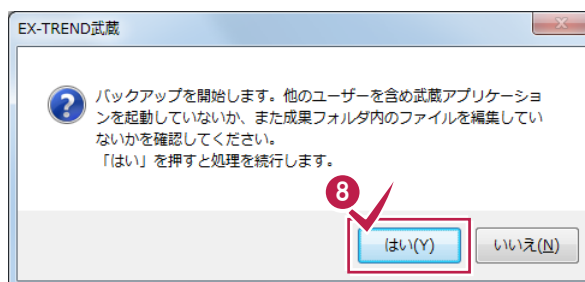 EX-TREND武蔵
バックアップを開始します。他のユーザーを含め武蔵アプリケーショ
ンを起動していないか、また成果フォルダ内のファイルを編集してい
ないかを確認してください。
「はい」を押すと処理を続行します。
8
はい(Y) いいえ(N)